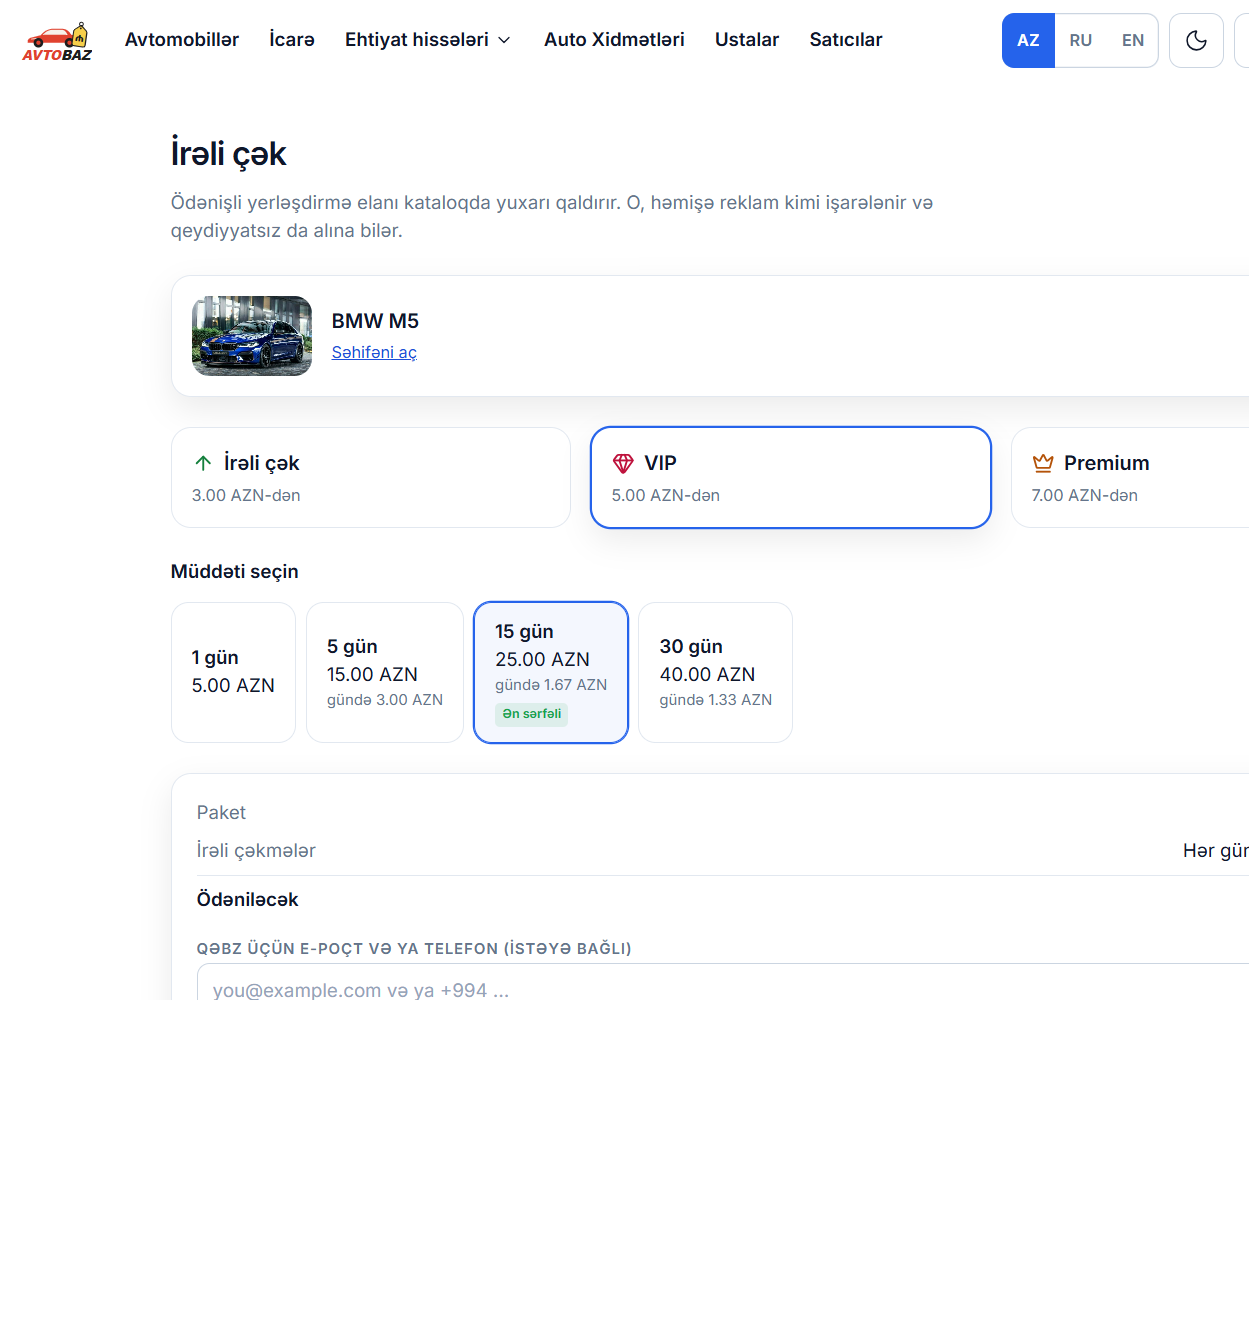 AVTOBAZ
Avtomobillər İcarə Ehtiyat hissələri Auto Xidmətləri Ustalar Satıcılar
AZ RU EN
İrəli çək
Ödənişli yerləşdirmə elanı kataloqda yuxarı qaldırır. O, həmişə reklam kimi işarələnir və
qeydiyyatsız da alına bilər.
BMW M5
Səhifəni aç
İrəli çək
3.00 AZN-dən
VIP
5.00 AZN-dən
Premium
7.00 AZN-dən
Müddəti seçin
1 gün
5.00 AZN
5 gün
15.00 AZN
gündə 3.00 AZN
15 gün
25.00 AZN
gündə 1.67 AZN
Ən sərfəli
30 gün
40.00 AZN
gündə 1.33 AZN
Paket
İrəli çəkmələr
Hər gün
Ödəniləcək
QƏBZ ÜÇÜN E-POÇT VƏ YA TELEFON (İSTƏYƏ BAĞLI)
you@example.com və ya +994 ...